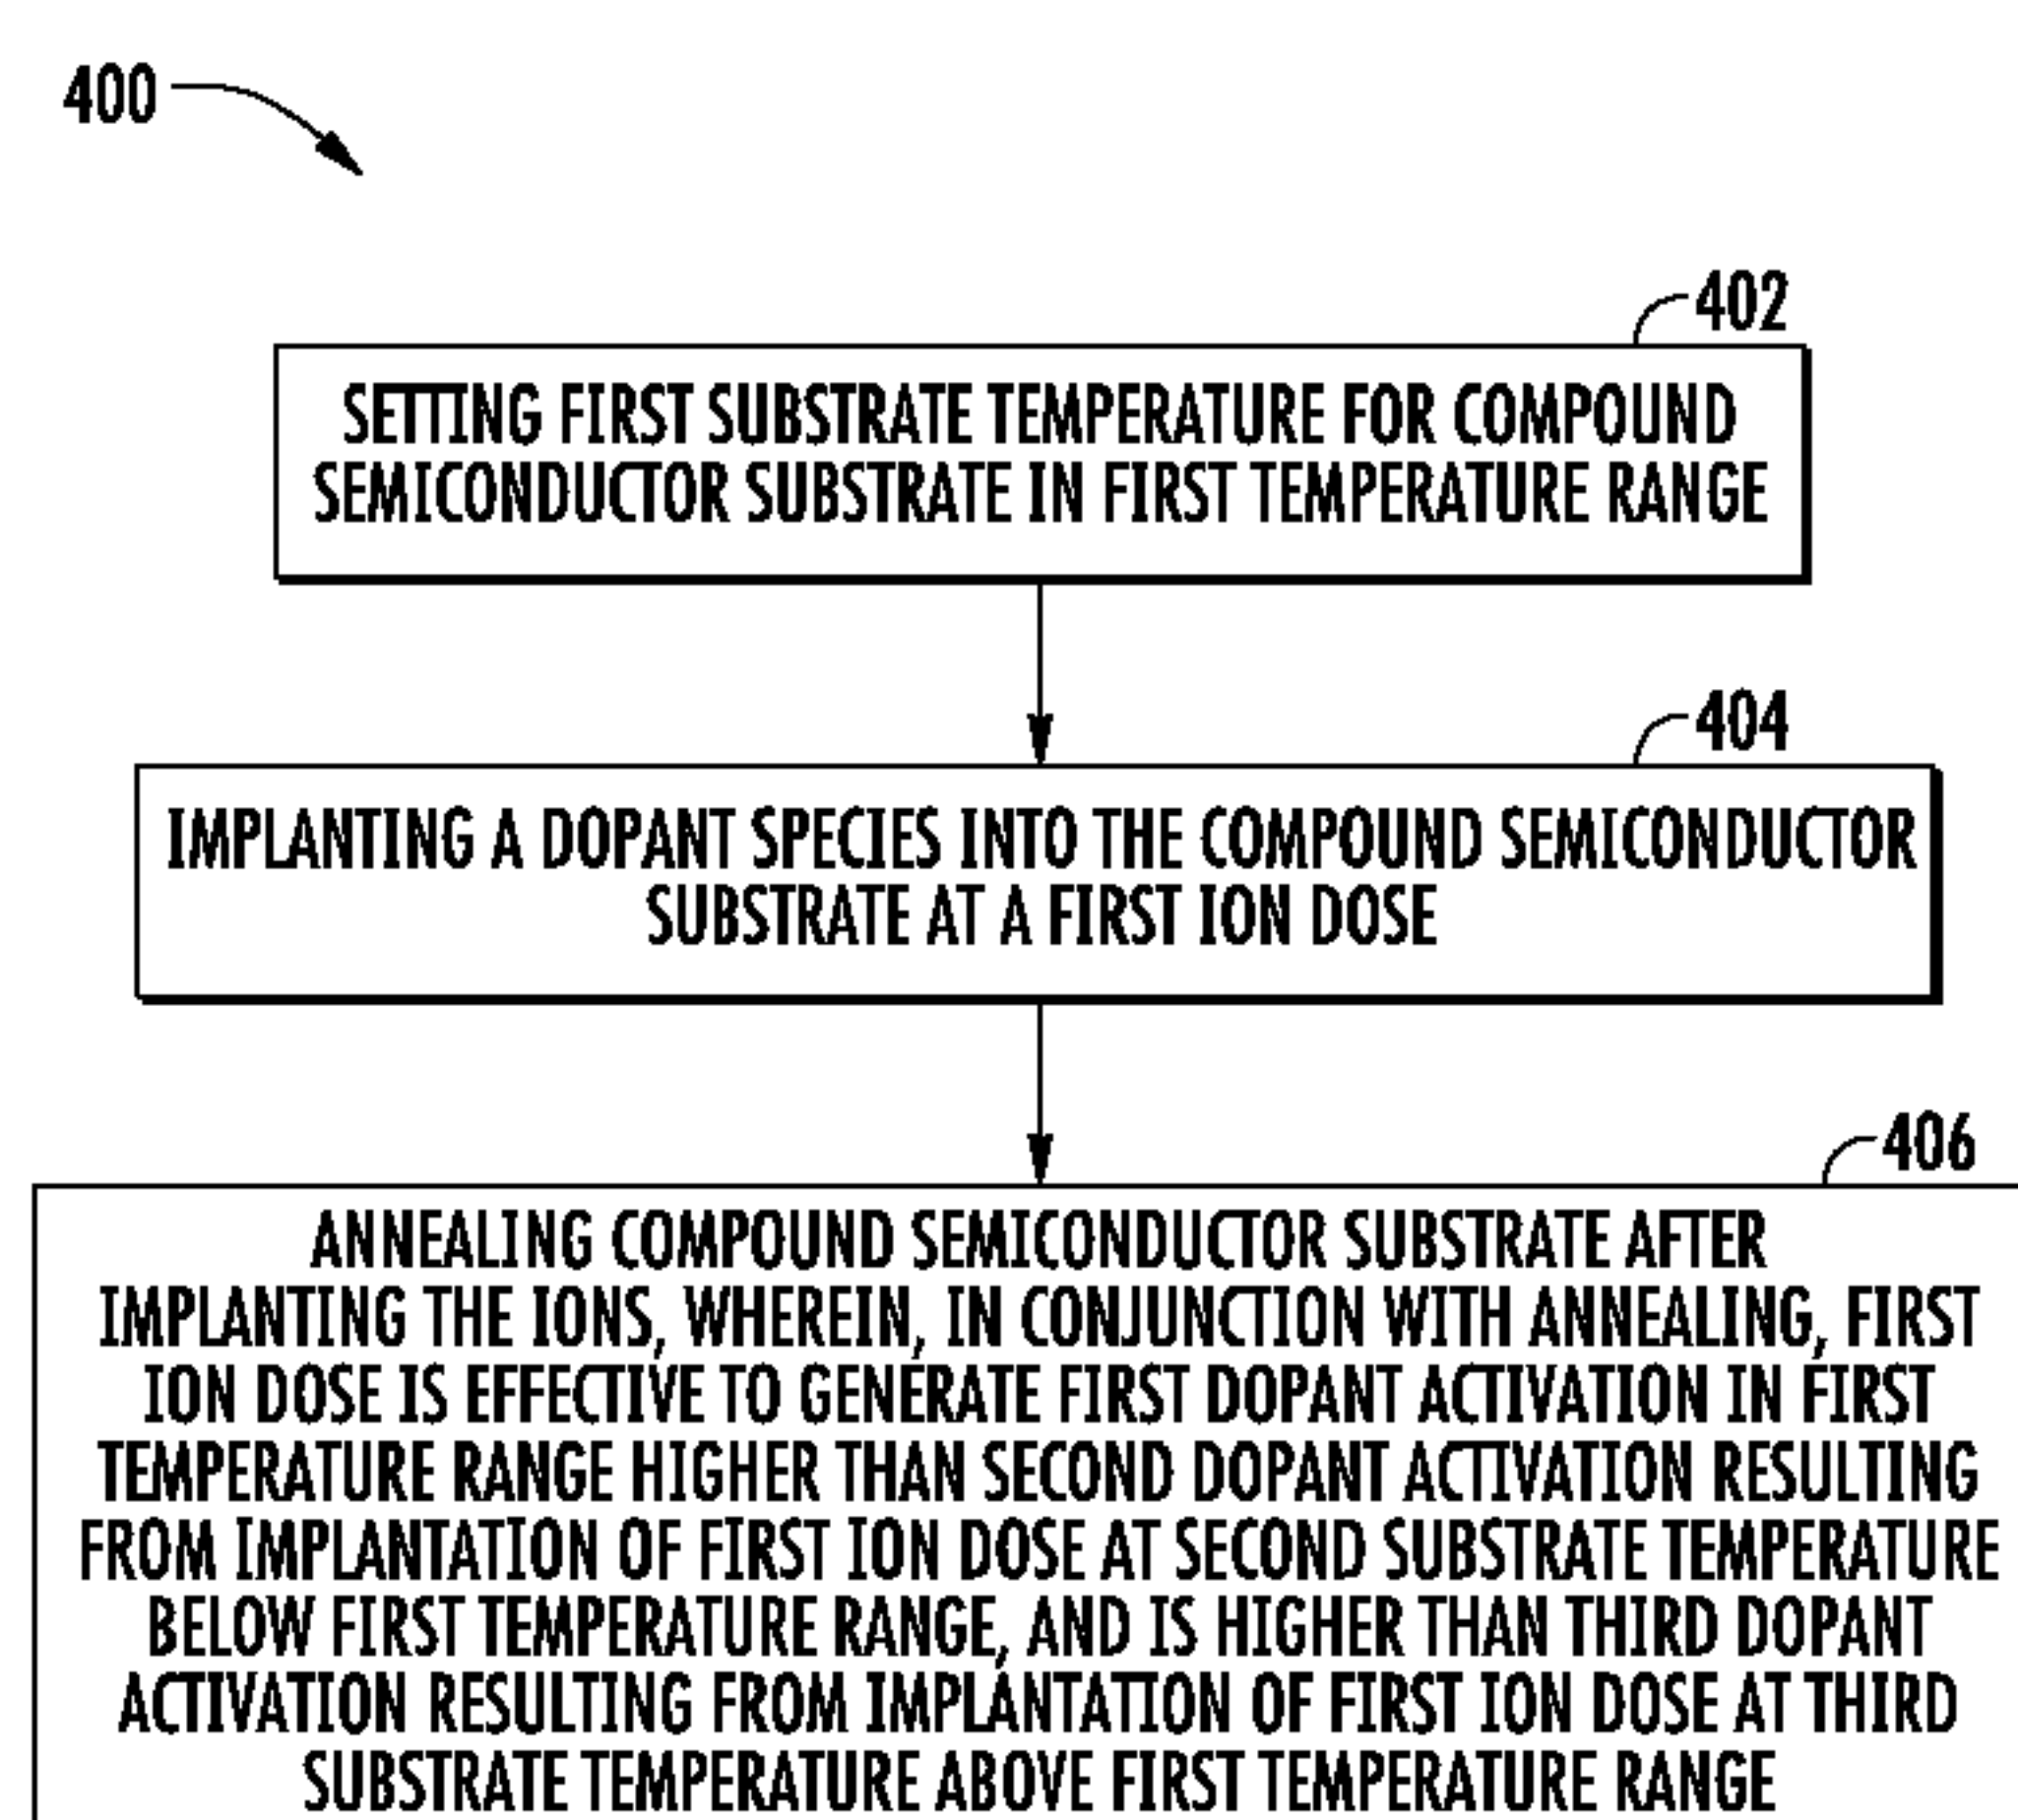 400
402
SETTING FIRST SUBSTRATE TEMPERATURE FOR COMPOUND
SEMICONDUCTOR SUBSTRATE IN FIRST TEMPERATURE RANGE
404
IMPLANTING A DOPANT SPECIES INTO THE COMPOUND SEMICONDUCTOR
SUBSTRATE AT A FIRST ION DOSE
406
ANNEALING COMPOUND SEMICONDUCTOR SUBSTRATE AFTER
IMPLANTING THE IONS, WHEREIN, IN CONJUNCTION WITH ANNEALING, FIRST
ION DOSE IS EFFECTIVE TO GENERATE FIRST DOPANT ACTIVATION IN FIRST
TEMPERATURE RANGE HIGHER THAN SECOND DOPANT ACTIVATION RESULTING
FROM IMPLANTATION OF FIRST ION DOSE AT SECOND SUBSTRATE TEMPERATURE
BELOW FIRST TEMPERATURE RANGE, AND IS HIGHER THAN THIRD DOPANT
ACTIVATION RESULTING FROM IMPLANTATION OF FIRST ION DOSE AT THIRD
SUBSTRATE TEMPERATURE ABOVE FIRST TEMPERATURE RANGE